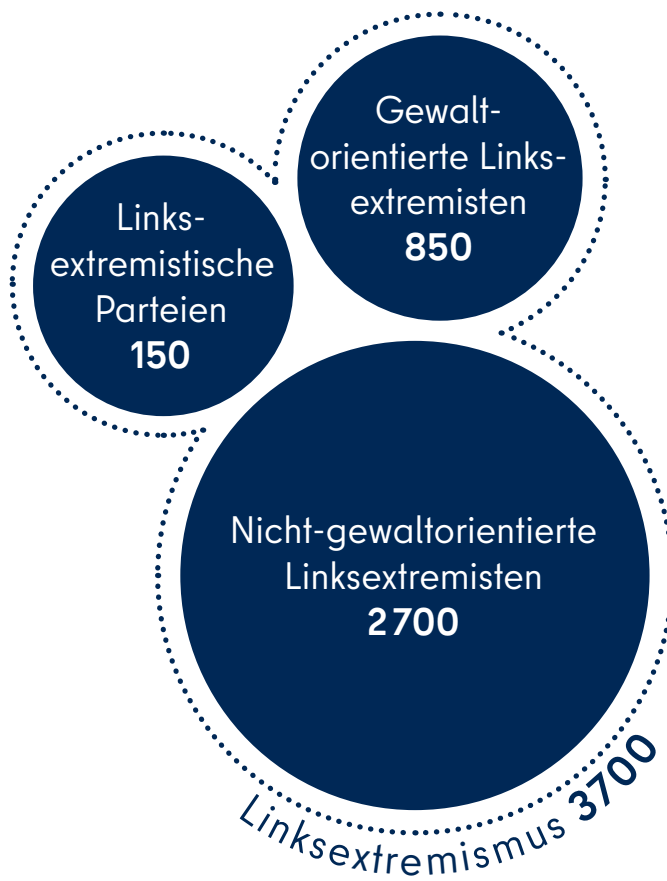 Gewalt-
orientierte Links-
extremisten
850
Links-
extremistische
Parteien
150
Nicht-gewaltorientierte
Linksextremisten
2700
Linksextremismus 3700